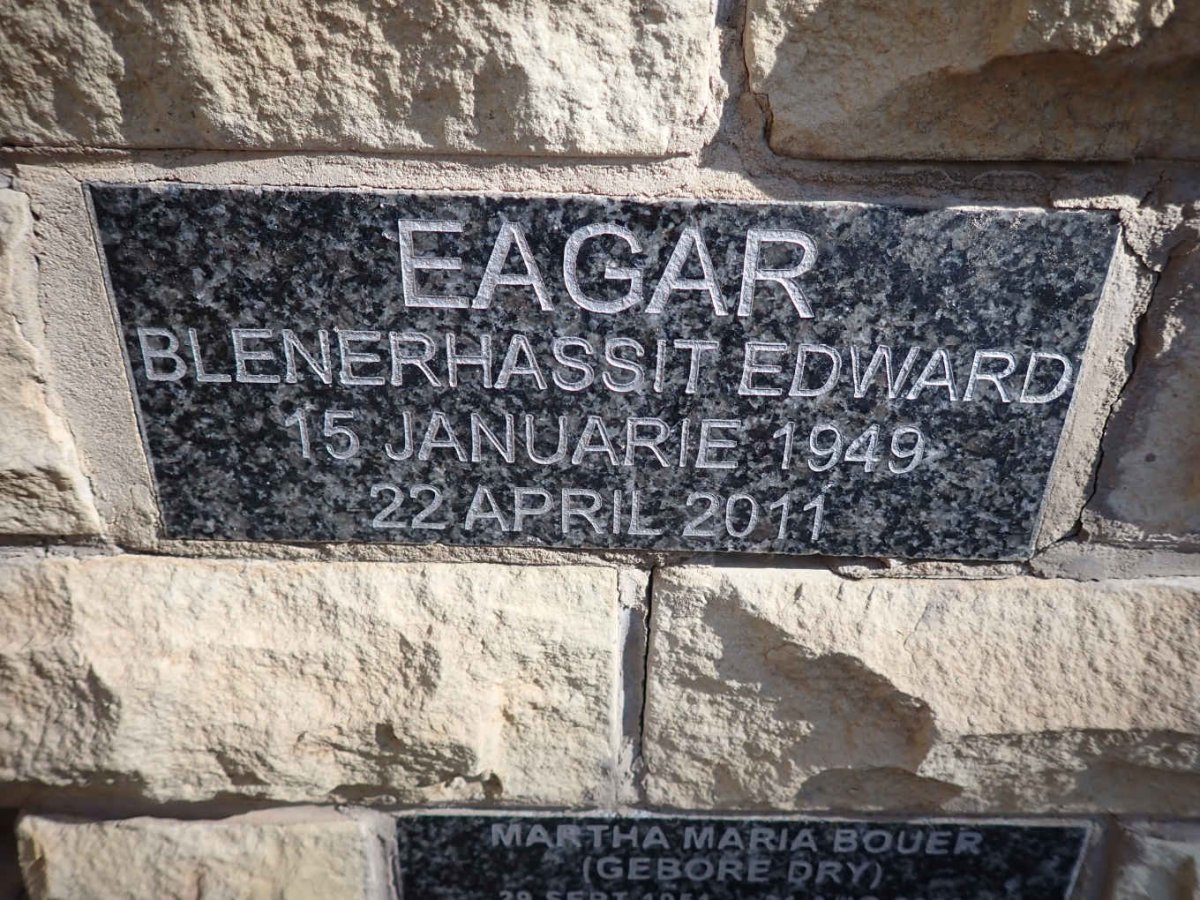 EAGAR
BLENERHASSIT EDWARD
15 JANUARIE 1949
22 APRIL 2011
MARTHA MARIA BOUER
(GEBORE DRY)